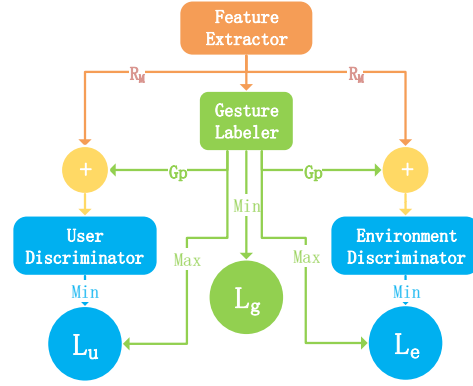 Feature
Extractor
R_M
R_M
Gesture
Labeler
+
Gp
Gp
+
Min
User
Discriminator
Environment
Discriminator
Max
Max
Min
Min
L_g
L_u
L_e